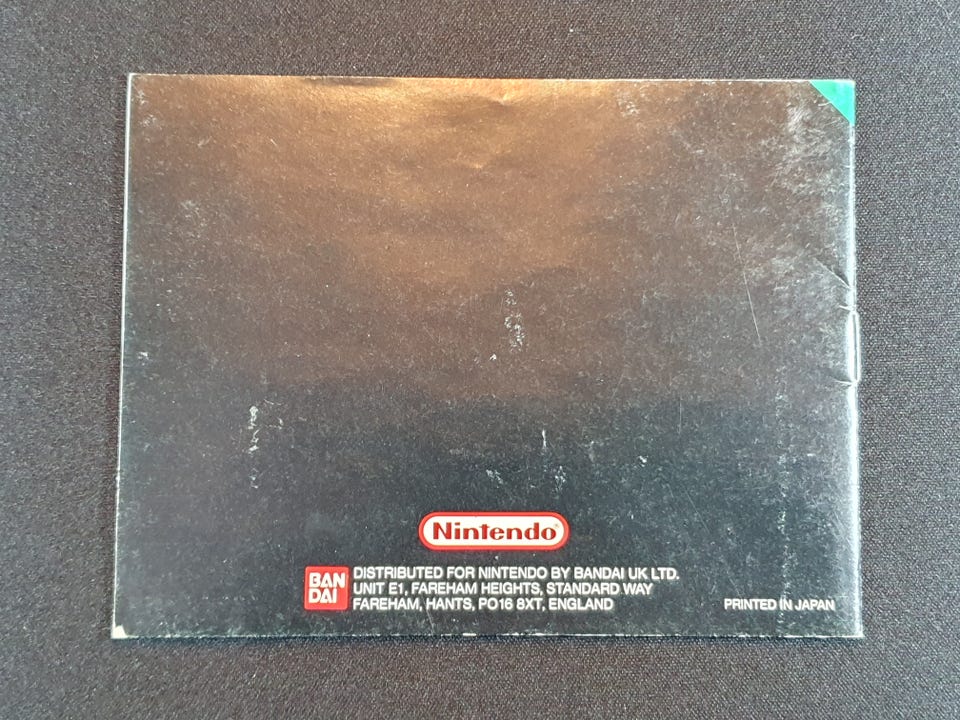 Nintendo®
BAN
DAI
DISTRIBUTED FOR NINTENDO BY BANDAI UK LTD.
UNIT E1, FAREHAM HEIGHTS, STANDARD WAY
FAREHAM, HANTS, PO16 8XT, ENGLAND
PRINTED IN JAPAN